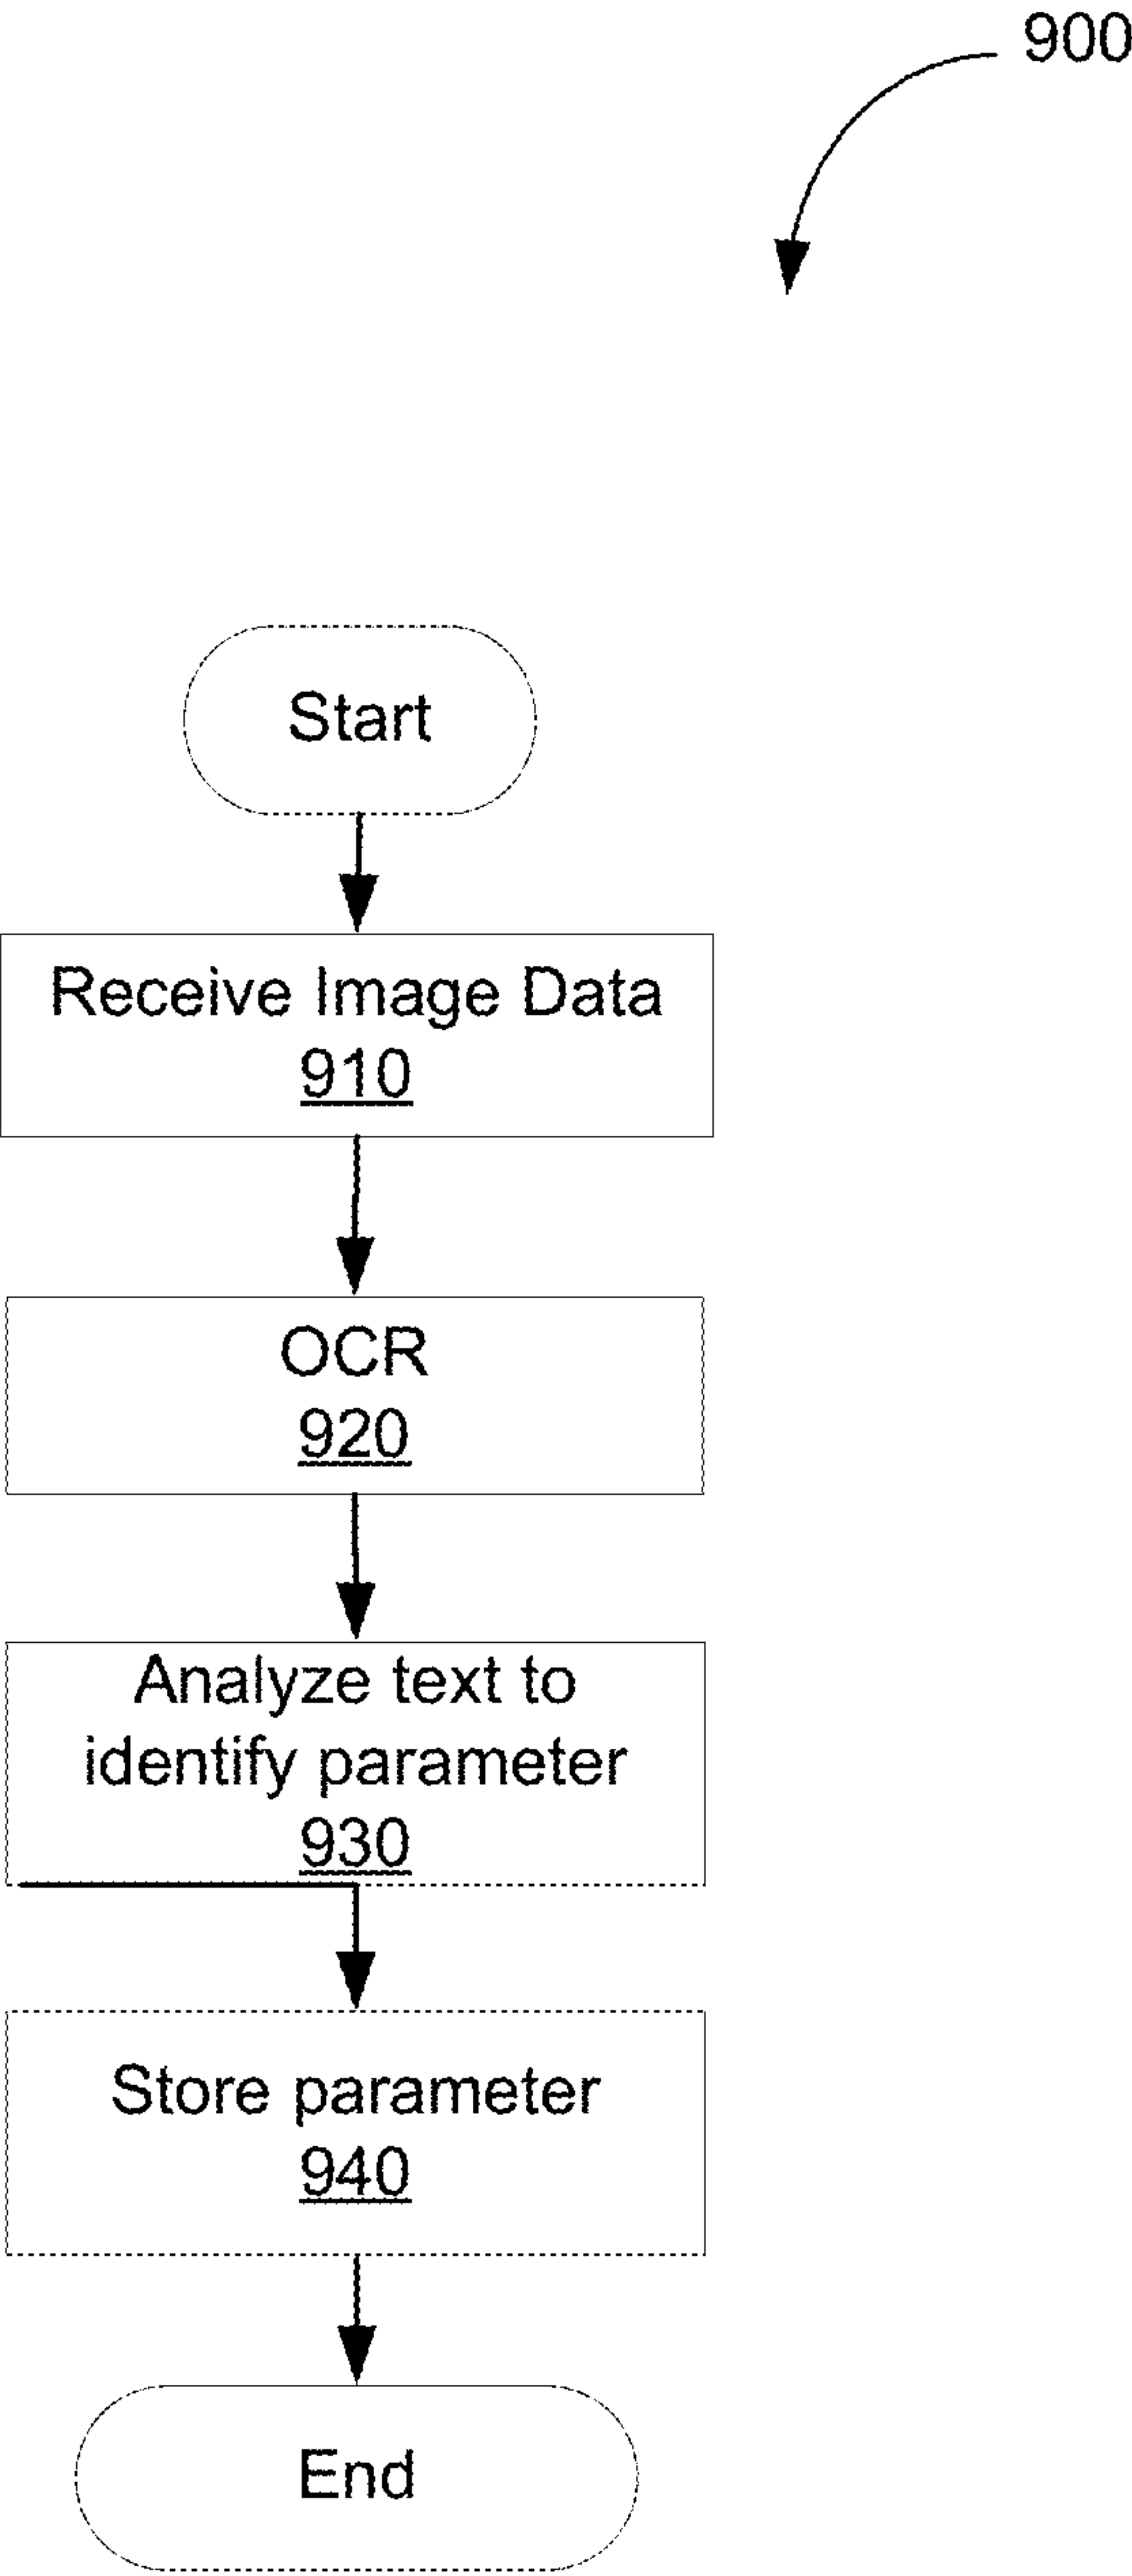 900
Start
Receive Image Data
910
OCR
920
Analyze text to
identify parameter
930
Store parameter
940
End